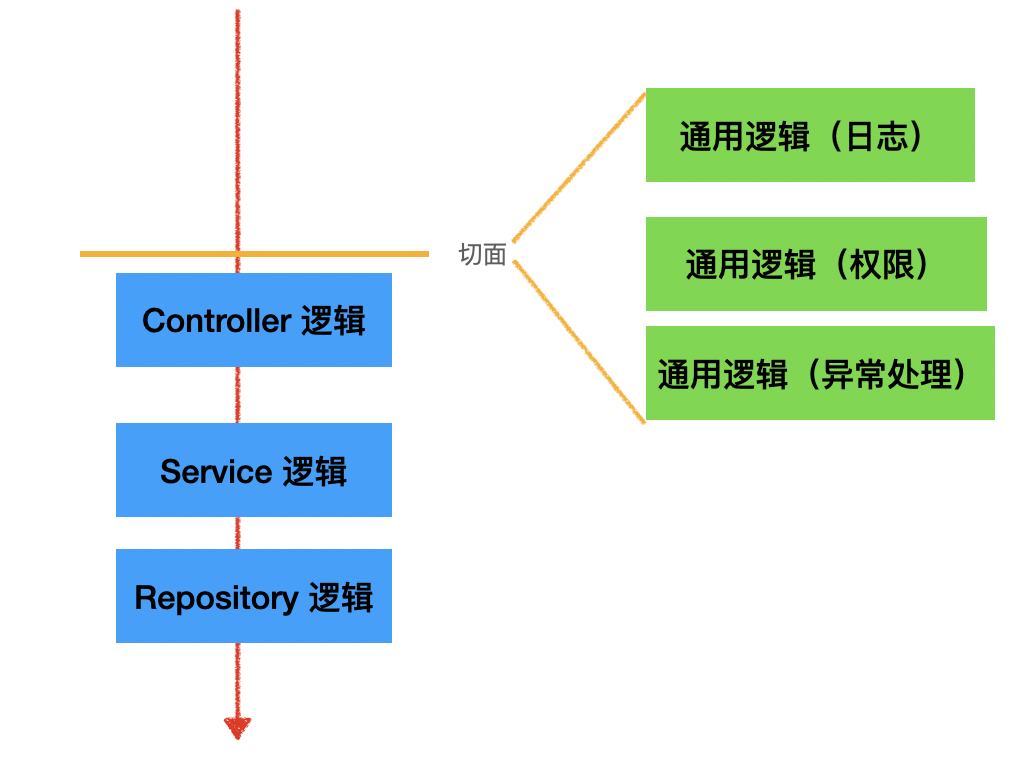 通用逻辑（日志）
切面
通用逻辑（权限）
Controller 逻辑
通用逻辑（异常处理）
Service 逻辑
Repository 逻辑